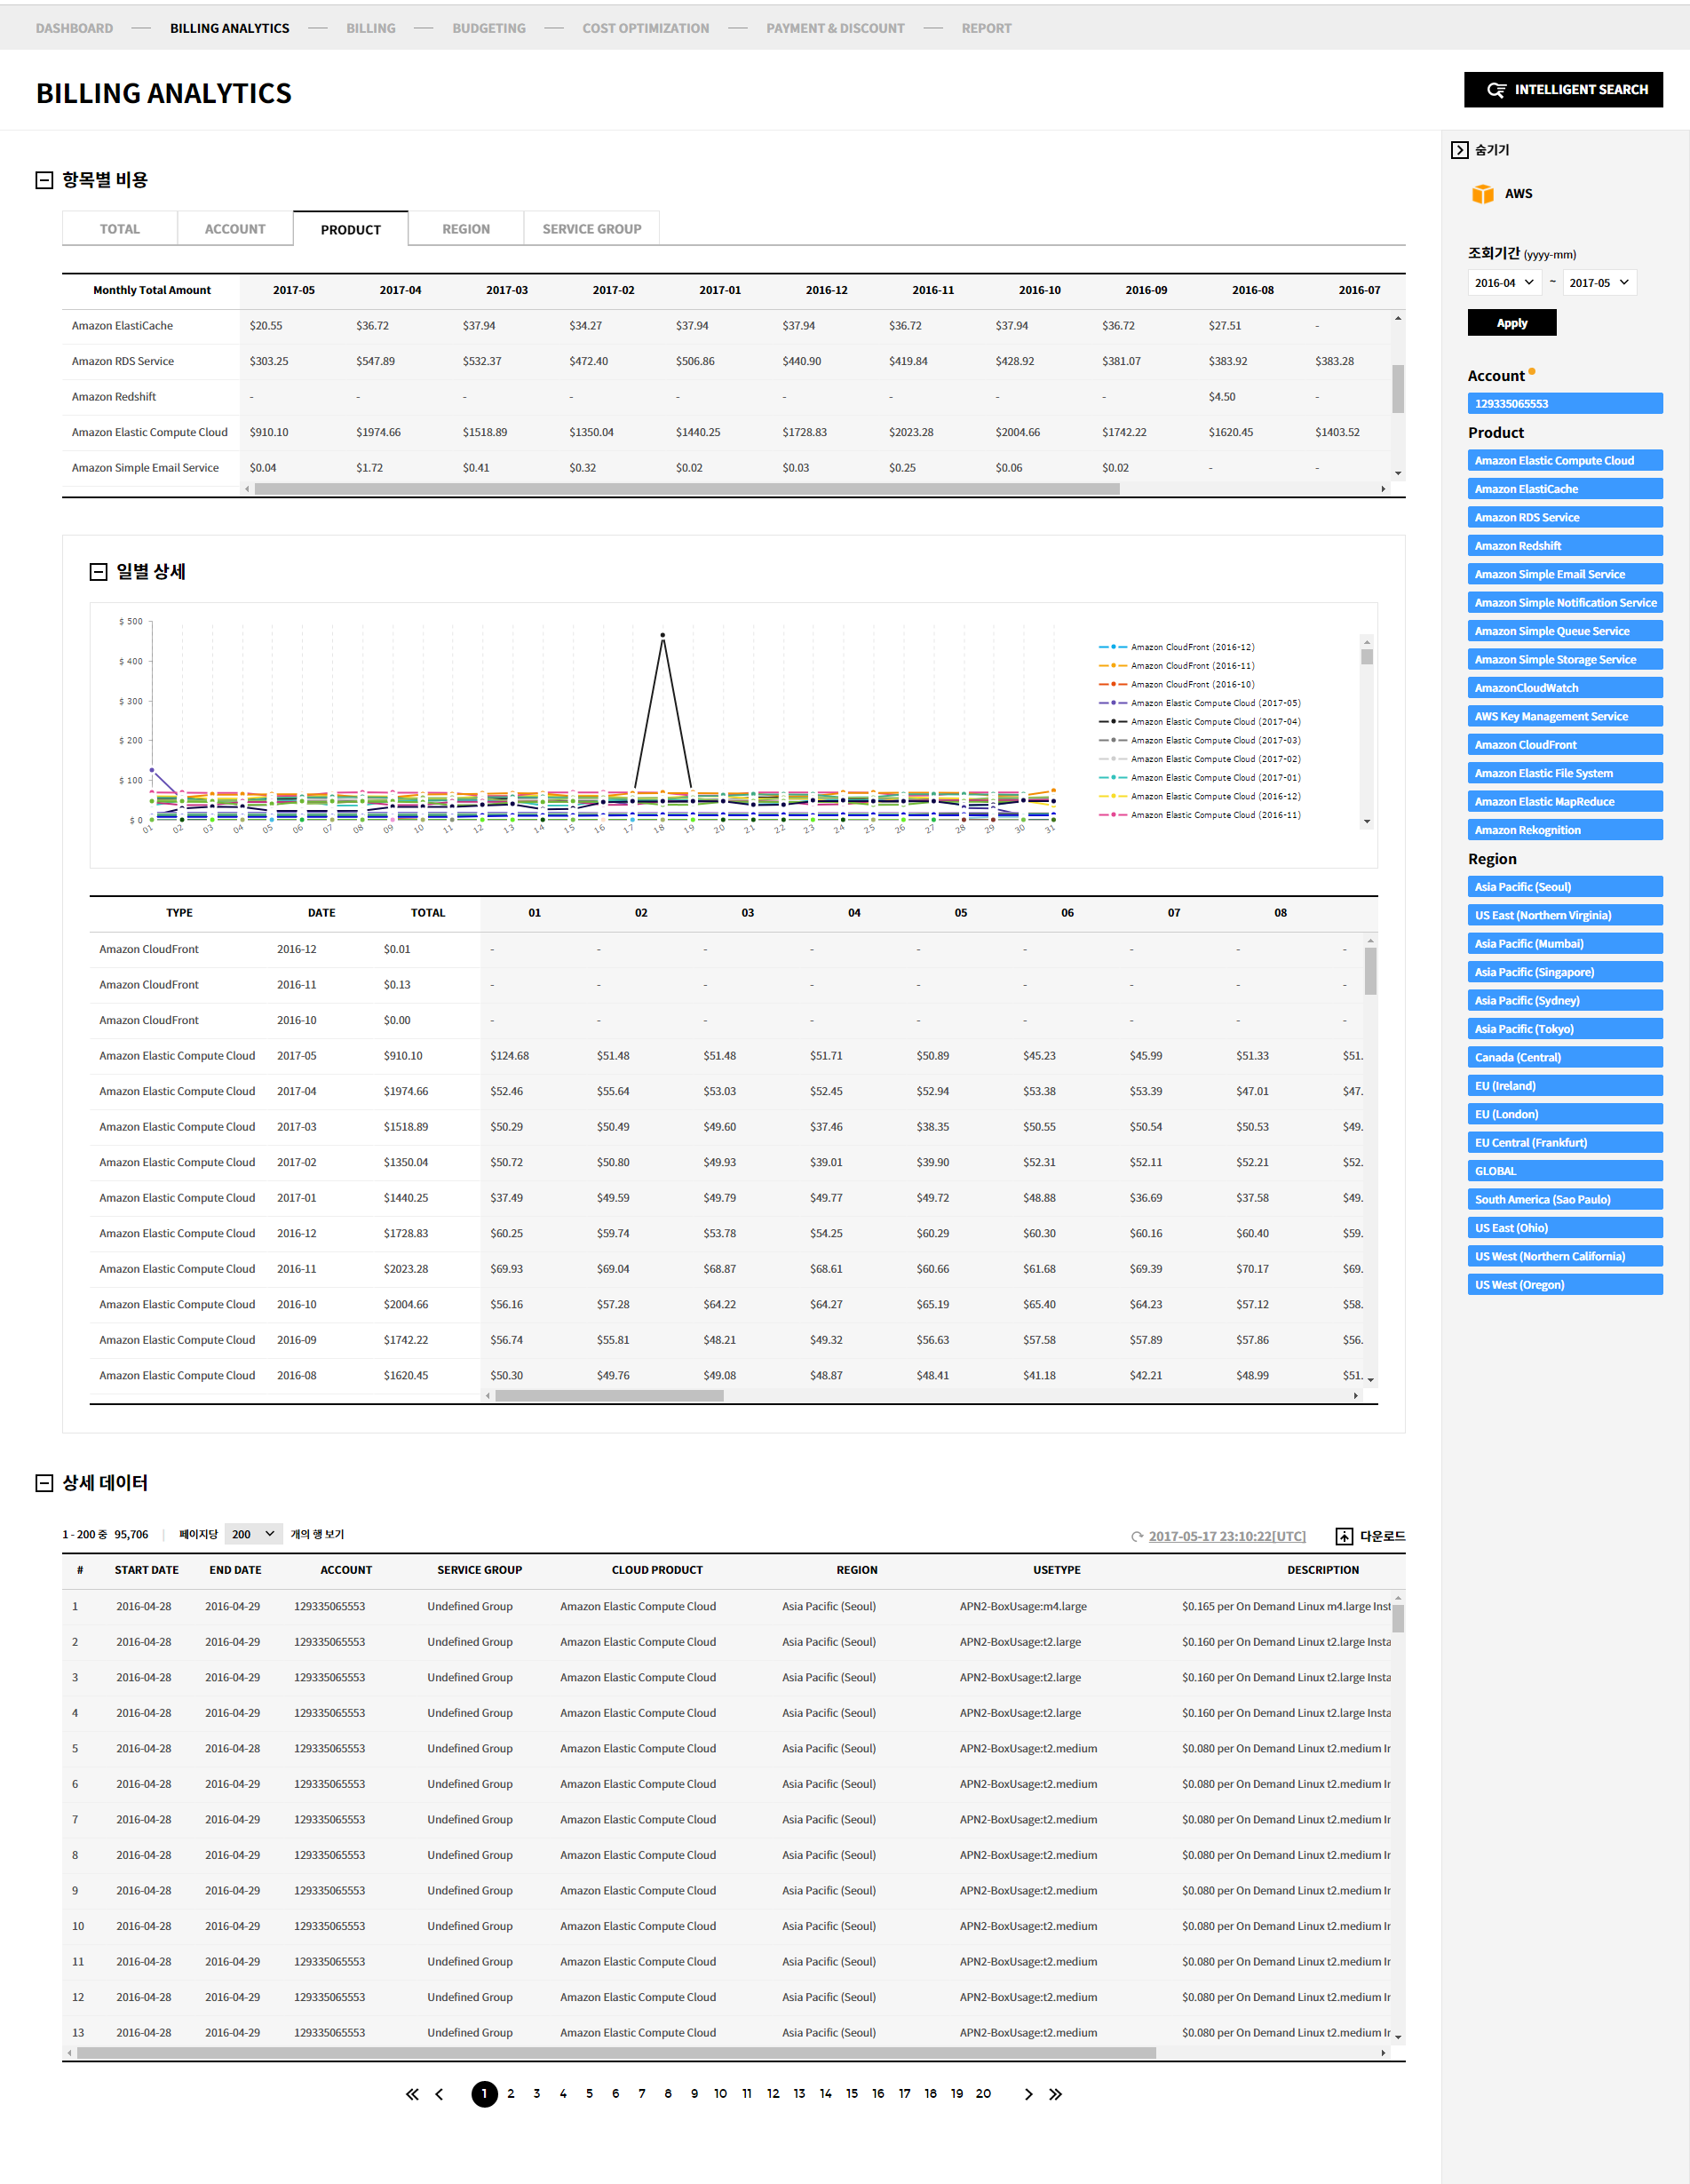 DASHBOARD — BILLING ANALYTICS — BILLING — BUDGETING — COST OPTIMIZATION — PAYMENT & DISCOUNT — REPORT
BILLING ANALYTICS
INTELLIGENT SEARCH
항목별 비용
TOTAL ACCOUNT PRODUCT REGION SERVICE GROUP
Monthly Total Amount 2017-05 2017-04 2017-03 2017-02 2017-01 2016-12 2016-11 2016-10 2016-09 2016-08 2016-07
Amazon ElastiCache $20.55 $36.72 $37.94 $34.27 $37.94 $37.94 $36.72 $37.94 $36.72 $27.51 -
Amazon RDS Service $303.25 $547.89 $532.37 $472.40 $506.86 $440.90 $419.84 $428.92 $381.07 $383.92 $383.28
Amazon Redshift - - - - - - - - - $4.50 -
Amazon Elastic Compute Cloud $910.10 $1974.66 $1518.89 $1350.04 $1440.25 $1728.83 $2023.28 $2004.66 $1742.22 $1620.45 $1403.52
Amazon Simple Email Service $0.04 $1.72 $0.41 $0.32 $0.02 $0.03 $0.25 $0.06 $0.02 - -
일별 상세
$ 500
$ 400
$ 300
$ 200
$ 100
$ 0
01 02 03 04 05 06 07 08 09 10 11 12 13 14 15 16 17 18 19 20 21 22 23 24 25 26 27 28 29 30 31
Amazon CloudFront (2016-12)
Amazon CloudFront (2016-11)
Amazon CloudFront (2016-10)
Amazon Elastic Compute Cloud (2017-05)
Amazon Elastic Compute Cloud (2017-04)
Amazon Elastic Compute Cloud (2017-03)
Amazon Elastic Compute Cloud (2017-02)
Amazon Elastic Compute Cloud (2017-01)
Amazon Elastic Compute Cloud (2016-12)
Amazon Elastic Compute Cloud (2016-11)
TYPE DATE TOTAL 01 02 03 04 05 06 07 08
Amazon CloudFront 2016-12 $0.01 - - - - - - - - -
Amazon CloudFront 2016-11 $0.13 - - - - - - - - -
Amazon CloudFront 2016-10 $0.00 - - - - - - - - -
Amazon Elastic Compute Cloud 2017-05 $910.10 $124.68 $51.48 $51.48 $51.71 $50.89 $45.23 $45.99 $51.33 $51.
Amazon Elastic Compute Cloud 2017-04 $1974.66 $52.46 $55.64 $53.03 $52.45 $52.94 $53.38 $53.39 $47.01 $47.
Amazon Elastic Compute Cloud 2017-03 $1518.89 $50.29 $50.49 $49.60 $37.46 $38.35 $50.55 $50.54 $50.53 $49.
Amazon Elastic Compute Cloud 2017-02 $1350.04 $50.72 $50.80 $49.93 $39.01 $39.90 $52.31 $52.11 $52.21 $52.
Amazon Elastic Compute Cloud 2017-01 $1440.25 $37.49 $49.59 $49.79 $49.77 $49.72 $48.88 $36.69 $37.58 $49.
Amazon Elastic Compute Cloud 2016-12 $1728.83 $60.25 $59.74 $53.78 $54.25 $60.29 $60.30 $60.16 $60.40 $59.
Amazon Elastic Compute Cloud 2016-11 $2023.28 $69.93 $69.04 $68.87 $68.61 $60.66 $61.68 $69.39 $70.17 $69.
Amazon Elastic Compute Cloud 2016-10 $2004.66 $56.16 $57.28 $64.22 $64.27 $65.19 $65.40 $64.23 $57.12 $58.
Amazon Elastic Compute Cloud 2016-09 $1742.22 $56.74 $55.81 $48.21 $49.32 $56.63 $57.58 $57.89 $57.86 $56.
Amazon Elastic Compute Cloud 2016-08 $1620.45 $50.30 $49.76 $49.08 $48.87 $48.41 $41.18 $42.21 $48.99 $51.
상세 데이터
1 - 200 중 95,706 | 페이지당 200 개의 행 보기
2017-05-17 23:10:22[UTC] 다운로드
# START DATE END DATE ACCOUNT SERVICE GROUP CLOUD PRODUCT REGION USETYPE DESCRIPTION
1 2016-04-28 2016-04-29 129335065553 Undefined Group Amazon Elastic Compute Cloud Asia Pacific (Seoul) APN2-BoxUsage:m4.large $0.165 per On Demand Linux m4.large Inst
2 2016-04-28 2016-04-29 129335065553 Undefined Group Amazon Elastic Compute Cloud Asia Pacific (Seoul) APN2-BoxUsage:t2.large $0.160 per On Demand Linux t2.large Insta
3 2016-04-28 2016-04-29 129335065553 Undefined Group Amazon Elastic Compute Cloud Asia Pacific (Seoul) APN2-BoxUsage:t2.large $0.160 per On Demand Linux t2.large Insta
4 2016-04-28 2016-04-29 129335065553 Undefined Group Amazon Elastic Compute Cloud Asia Pacific (Seoul) APN2-BoxUsage:t2.large $0.160 per On Demand Linux t2.large Insta
5 2016-04-28 2016-04-28 129335065553 Undefined Group Amazon Elastic Compute Cloud Asia Pacific (Seoul) APN2-BoxUsage:t2.medium $0.080 per On Demand Linux t2.medium Ir
6 2016-04-28 2016-04-29 129335065553 Undefined Group Amazon Elastic Compute Cloud Asia Pacific (Seoul) APN2-BoxUsage:t2.medium $0.080 per On Demand Linux t2.medium Ir
7 2016-04-28 2016-04-29 129335065553 Undefined Group Amazon Elastic Compute Cloud Asia Pacific (Seoul) APN2-BoxUsage:t2.medium $0.080 per On Demand Linux t2.medium Ir
8 2016-04-28 2016-04-29 129335065553 Undefined Group Amazon Elastic Compute Cloud Asia Pacific (Seoul) APN2-BoxUsage:t2.medium $0.080 per On Demand Linux t2.medium Ir
9 2016-04-28 2016-04-29 129335065553 Undefined Group Amazon Elastic Compute Cloud Asia Pacific (Seoul) APN2-BoxUsage:t2.medium $0.080 per On Demand Linux t2.medium Ir
10 2016-04-28 2016-04-29 129335065553 Undefined Group Amazon Elastic Compute Cloud Asia Pacific (Seoul) APN2-BoxUsage:t2.medium $0.080 per On Demand Linux t2.medium Ir
11 2016-04-28 2016-04-29 129335065553 Undefined Group Amazon Elastic Compute Cloud Asia Pacific (Seoul) APN2-BoxUsage:t2.medium $0.080 per On Demand Linux t2.medium Ir
12 2016-04-28 2016-04-29 129335065553 Undefined Group Amazon Elastic Compute Cloud Asia Pacific (Seoul) APN2-BoxUsage:t2.medium $0.080 per On Demand Linux t2.medium Ir
13 2016-04-28 2016-04-29 129335065553 Undefined Group Amazon Elastic Compute Cloud Asia Pacific (Seoul) APN2-BoxUsage:t2.medium $0.080 per On Demand Linux t2.medium Ir
1 2 3 4 5 6 7 8 9 10 11 12 13 14 15 16 17 18 19 20
숨기기
AWS
조회기간 (yyyy-mm)
2016-04 ~ 2017-05
Apply
Account
129335065553
Product
Amazon Elastic Compute Cloud
Amazon ElastiCache
Amazon RDS Service
Amazon Redshift
Amazon Simple Email Service
Amazon Simple Notification Service
Amazon Simple Queue Service
Amazon Simple Storage Service
AmazonCloudWatch
AWS Key Management Service
Amazon CloudFront
Amazon Elastic File System
Amazon Elastic MapReduce
Amazon Rekognition
Region
Asia Pacific (Seoul)
US East (Northern Virginia)
Asia Pacific (Mumbai)
Asia Pacific (Singapore)
Asia Pacific (Sydney)
Asia Pacific (Tokyo)
Canada (Central)
EU (Ireland)
EU (London)
EU Central (Frankfurt)
GLOBAL
South America (Sao Paulo)
US East (Ohio)
US West (Northern California)
US West (Oregon)